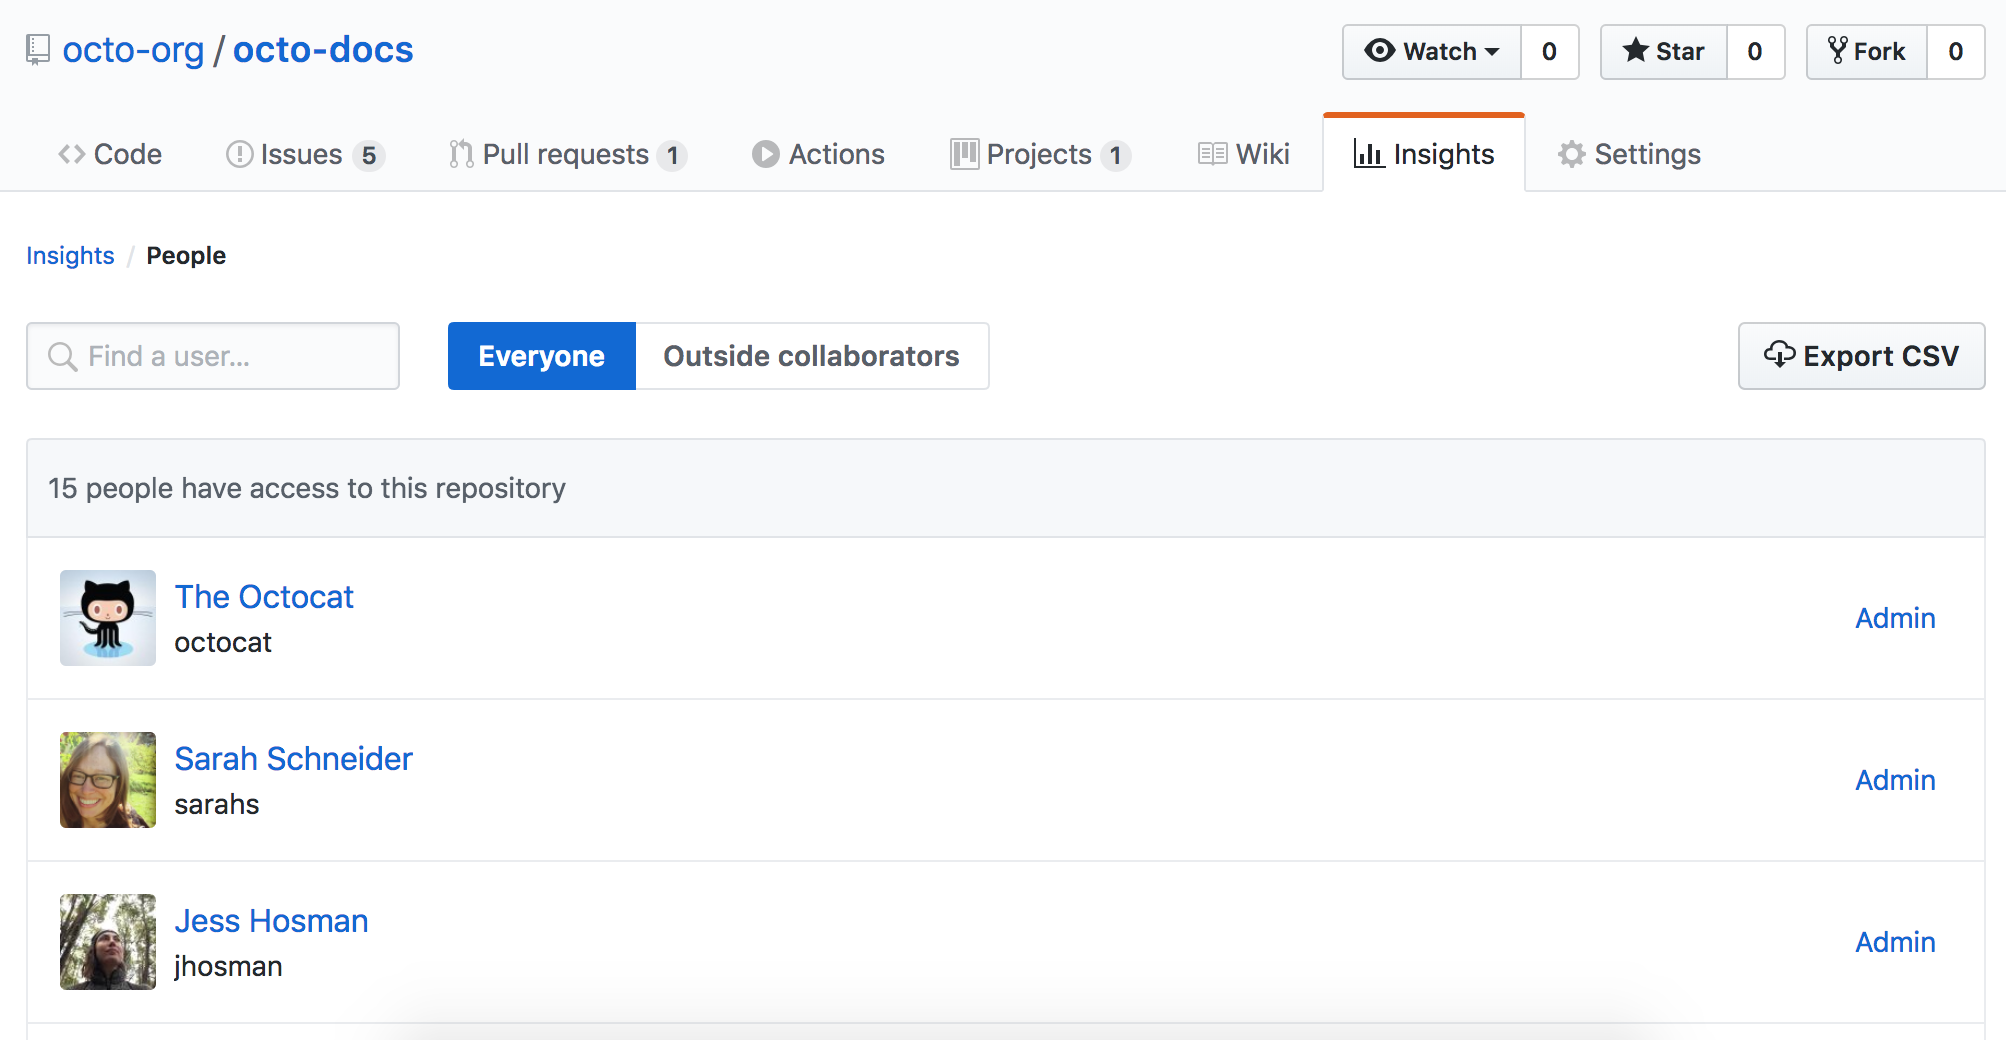 octo-org / octo-docs
Watch 0 Star 0 Fork 0
Code Issues 5 Pull requests 1 Actions Projects 1 Wiki Insights Settings
Insights / People
Find a user... Everyone Outside collaborators Export CSV
15 people have access to this repository
The Octocat
octocat
Admin
Sarah Schneider
sarahs
Admin
Jess Hosman
jhosman
Admin